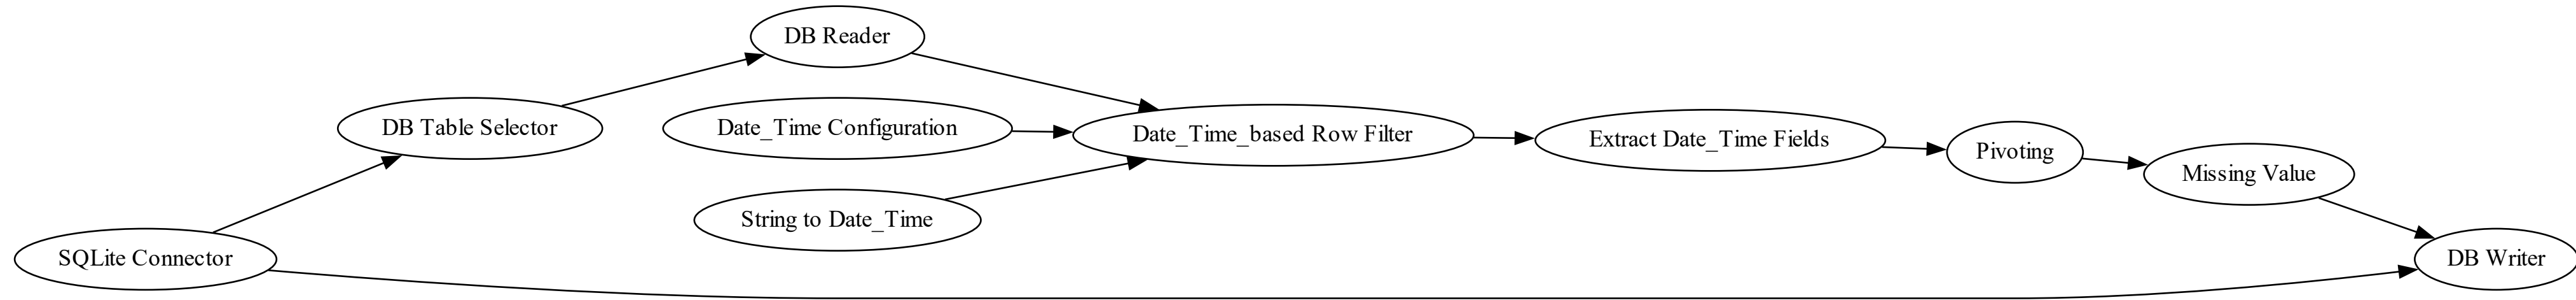 DB Reader
DB Table Selector
Date_Time Configuration
Date_Time_based Row Filter
Extract Date_Time Fields
Pivoting
Missing Value
String to Date_Time
SQLite Connector
DB Writer